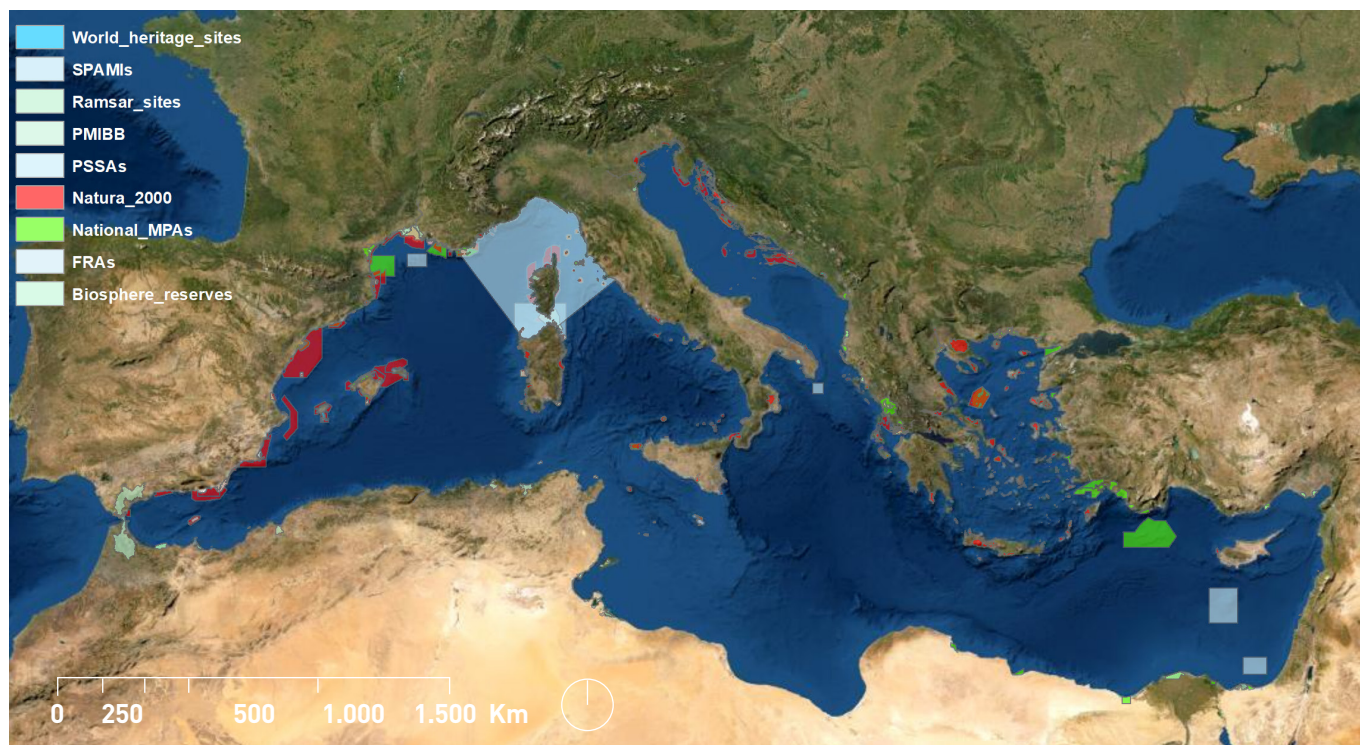 World_heritage_sites
SPAMIs
Ramsar_sites
PMIBB
PSSAs
Natura_2000
National_MPAs
FRAs
Biosphere_reserves
0 250 500 1.000 1.500 Km